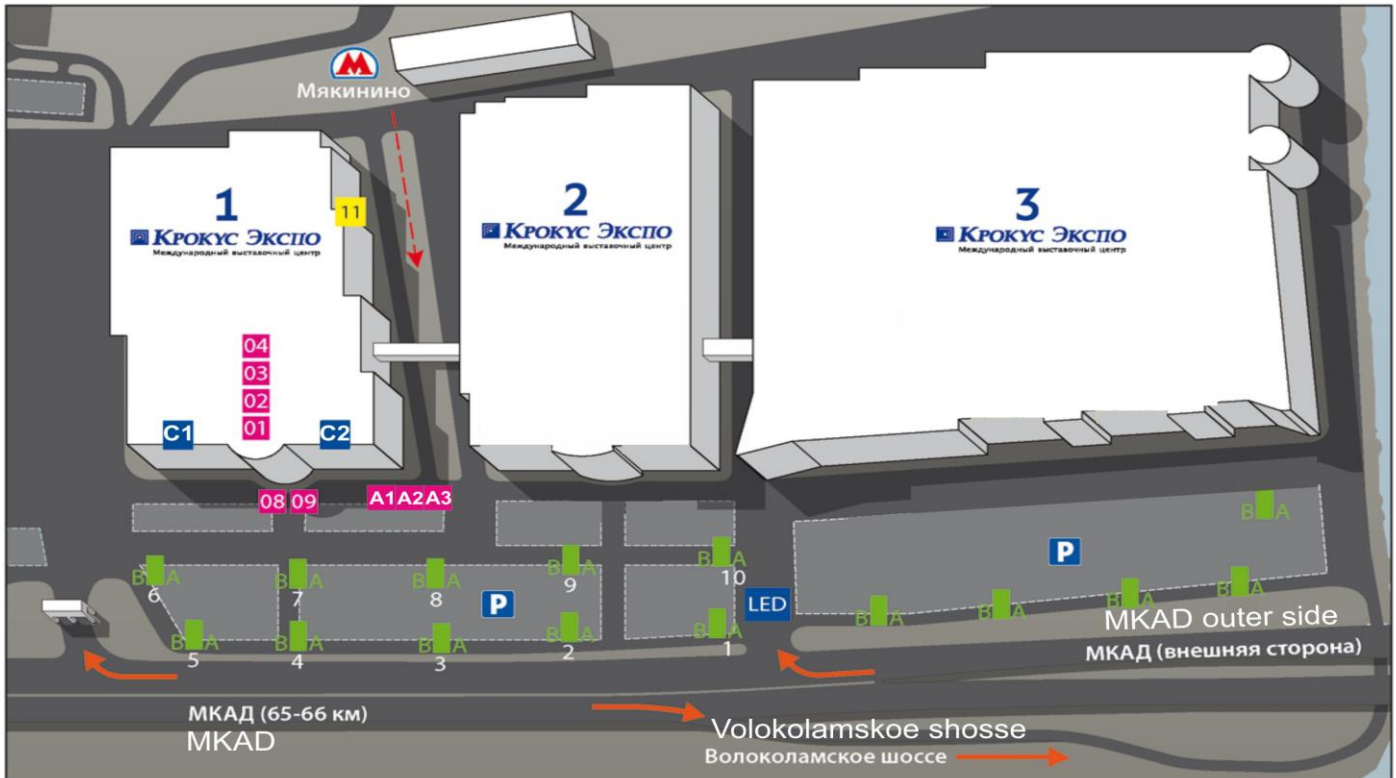 М
Мякинино
1
КРОКУС ЭКСПО
Международный выставочный центр
11
2
КРОКУС ЭКСПО
Международный выставочный центр
3
КРОКУС ЭКСПО
Международный выставочный центр
04
03
02
01
C1
C2
08 09
A1 A2 A3
B A
B A
6
B A
7
B A
8
B A
9
B A
10
P
P
LED
B A
5
B A
4
B A
3
B A
2
B A
1
B A
B A
B A
B A
MKAD outer side
МКАД (внешняя сторона)
МКАД (65-66 км)
MKAD
Volokolamskoe shosse
Волоколамское шоссе